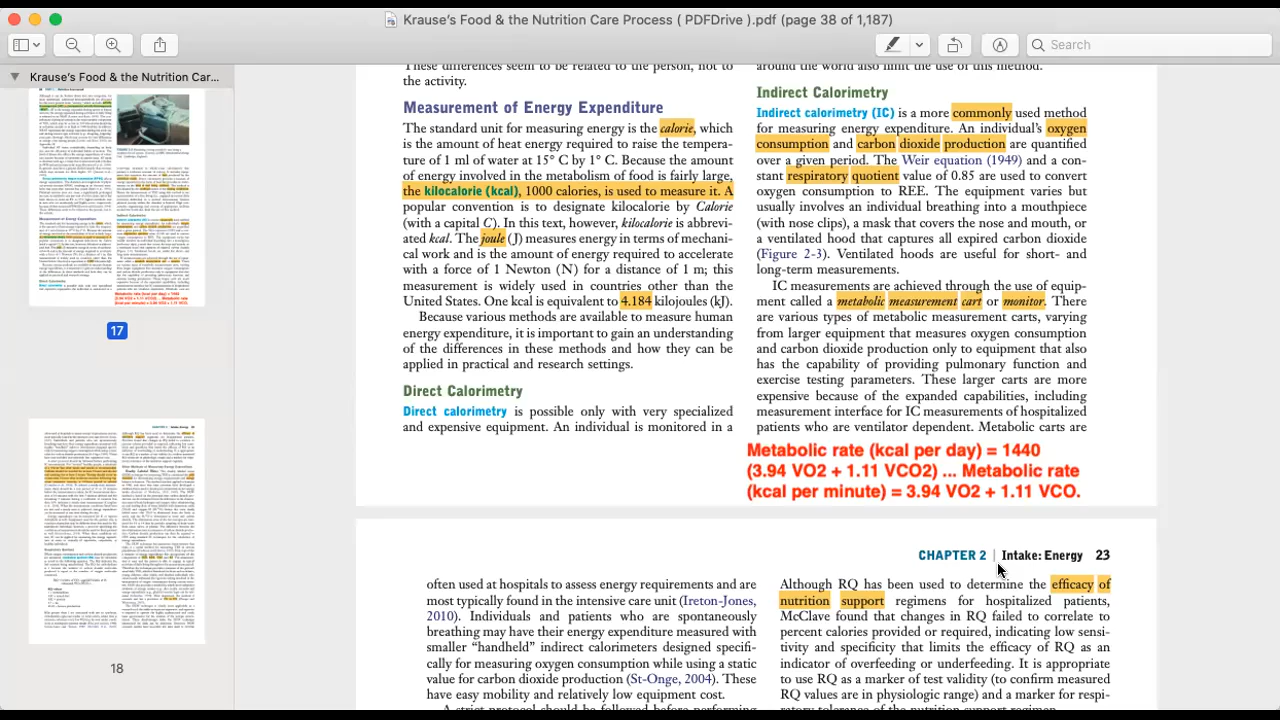 Krause's Food & the Nutrition Care Process ( PDFDrive ).pdf (page 38 of 1,187)
Search
Krause's Food & the Nutrition Car...
17
18
These differences seem to be related to the person, not to
the activity.
Measurement of Energy Expenditure
The standard unit for measuring energy is the calorie, which
is the amount of heat energy required to raise the tempera-
ture of 1 ml of water at 15° C by 1° C. Because the amount
of energy involved in the metabolism of food is fairly large,
the kilocalorie (kcal), 1000 calories, is used to measure it. A
popular convention is to designate kilocalorie by Calorie
(with a capital C). In this text, kilocalorie is abbrevi-
ated kcal. The joule (J) measures energy in terms of mechani-
cal work and is the amount of energy required to accelerate
with a force of 1 Newton (N) for a distance of 1 m; this
measurement is widely used in countries other than the
United States. One kcal is equivalent to 4.184 kilojoules (kJ).
Because various methods are available to measure human
energy expenditure, it is important to gain an understanding
of the differences in these methods and how they can be
applied in practical and research settings.
Direct Calorimetry
Direct calorimetry is possible only with very specialized
and expensive equipment. An individual is monitored in a
around the world also limit the use of this method.
Indirect Calorimetry
Indirect calorimetry (IC) is a more commonly used method
for measuring energy expenditure. An individual's oxygen
consumption and carbon dioxide production are quantified
over a given period. The Weir equation (1949) and a con-
stant respiratory quotient value of 0.85 are used to convert
oxygen consumption to REE. The equipment varies but
usually involves an individual breathing into a mouthpiece
(with nose clips), a mask that covers the nose and mouth, or
a ventilated hood that captures all expired carbon dioxide
(Figure 2-3). Ventilated hoods are useful for short- and
long-term measurements.
IC measurements are achieved through the use of equip-
ment called a metabolic measurement cart or monitor. There
are various types of metabolic measurement carts, varying
from larger equipment that measures oxygen consumption
and carbon dioxide production only to equipment that also
has the capability of providing pulmonary function and
exercise testing parameters. These larger carts are more
expensive because of the expanded capabilities, including
measurement interface for IC measurements of hospitalized
patients who are ventilator dependent. Metabolic carts are
Metabolic rate (kcal per day) = 1440
(3.94 VO2 + 1.11 VCO2) · Metabolic rate
(kcal per minute) = 3.94 VO2 + 1.11 VCO.
CHAPTER 2 | Intake: Energy 23
often used at hospitals to assess energy requirements and are
most typically found in the intensive care unit (Ireton-Jones,
Individuals or patients who are spontaneously
breathing may have their energy expenditure measured with
smaller “handheld” indirect calorimeters designed specifi-
cally for measuring oxygen consumption while using a static
value for carbon dioxide production (St-Onge, 2004). These
have easy mobility and relatively low equipment cost.
A strict protocol should be followed before performing
Although RQ has been used to determine the efficacy of
nutrition support regimens for hospitalized patients,
McClave found that changes in RQ failed to correlate to
percent calories provided or required, indicating low sensi-
tivity and specificity that limits the efficacy of RQ as an
indicator of overfeeding or underfeeding. It is appropriate
to use RQ as a marker of test validity (to confirm measured
RQ values are in physiologic range) and a marker for respi-
ratory tolerance of the nutrition support regimen.